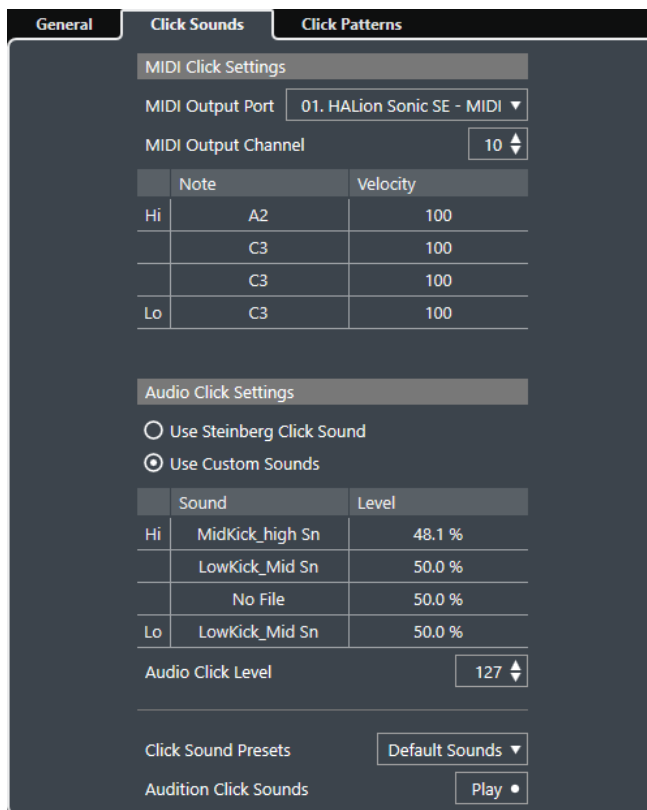 General Click Sounds Click Patterns
MIDI Click Settings
MIDI Output Port 01. HALion Sonic SE - MIDI
MIDI Output Channel 10
Note Velocity
Hi A2 100
C3 100
C3 100
Lo C3 100
Audio Click Settings
Use Steinberg Click Sound
Use Custom Sounds
Sound Level
Hi MidKick_high Sn 48.1 %
LowKick_Mid Sn 50.0 %
No File 50.0 %
Lo LowKick_Mid Sn 50.0 %
Audio Click Level 127
Click Sound Presets Default Sounds
Audition Click Sounds Play